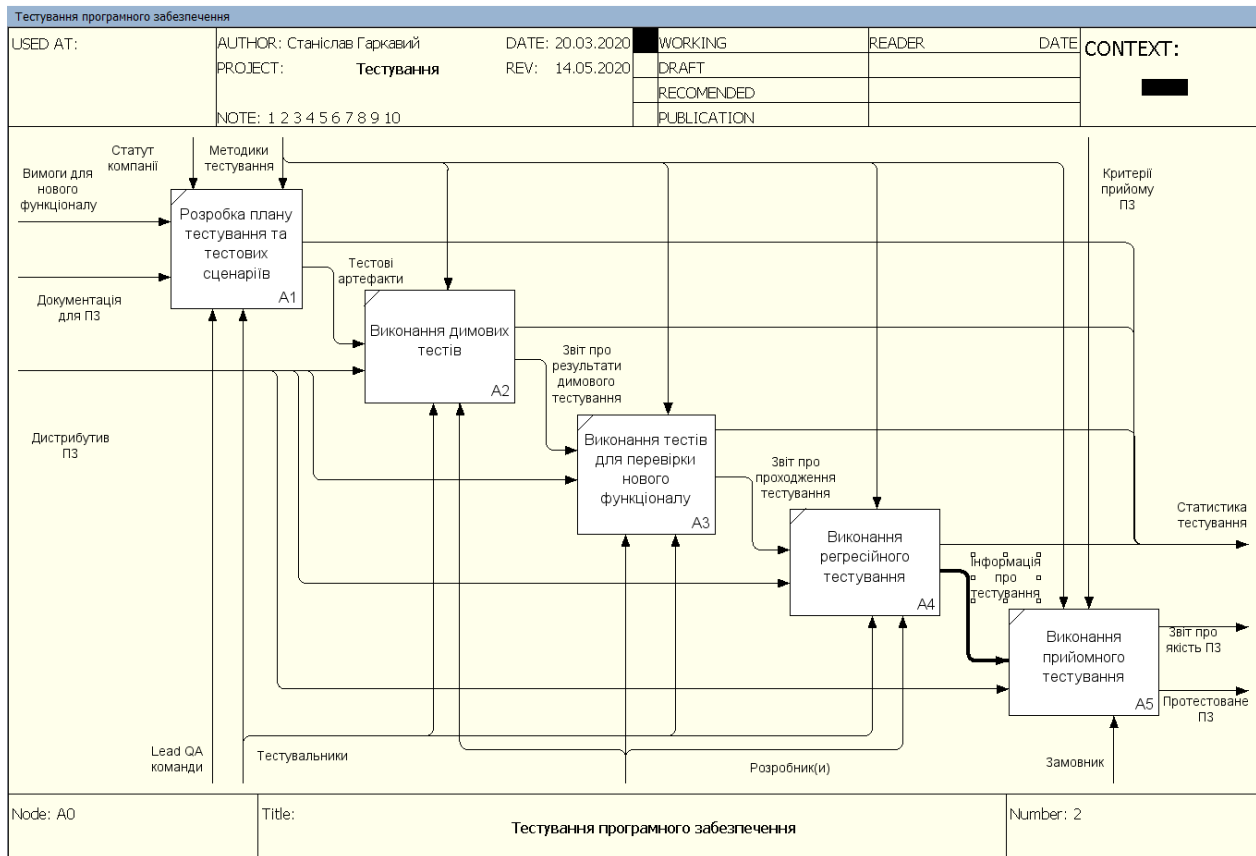 Тестування програмного забезпечення
USED AT:
AUTHOR: Станіслав Гаркавий
DATE: 20.03.2020
PROJECT: Тестування
REV: 14.05.2020
NOTE: 1 2 3 4 5 6 7 8 9 10
WORKING
DRAFT
RECOMENDED
PUBLICATION
READER
DATE
CONTEXT:
Статут
компанії
Методики
тестування
Вимоги для
нового
функціоналу
Критерії
прийому
ПЗ
Розробка плану
тестування та
тестових
сценаріїв
A1
Документація
для ПЗ
Тестові
артефакти
Виконання димових
тестів
A2
Звіт про
результати
димового
тестування
Дистрибутив
ПЗ
Виконання тестів
для перевірки
нового
функціоналу
A3
Звіт про
проходження
тестування
Виконання
регресійного
тестування
A4
Статистика
тестування
Інформація
про
тестування
Виконання
прийомного
тестування
A5
Звіт про
якість ПЗ
Протестоване
ПЗ
Lead QA
команди
Тестувальники
Розробник(и)
Замовник
Node: A0
Title:
Тестування програмного забезпечення
Number: 2